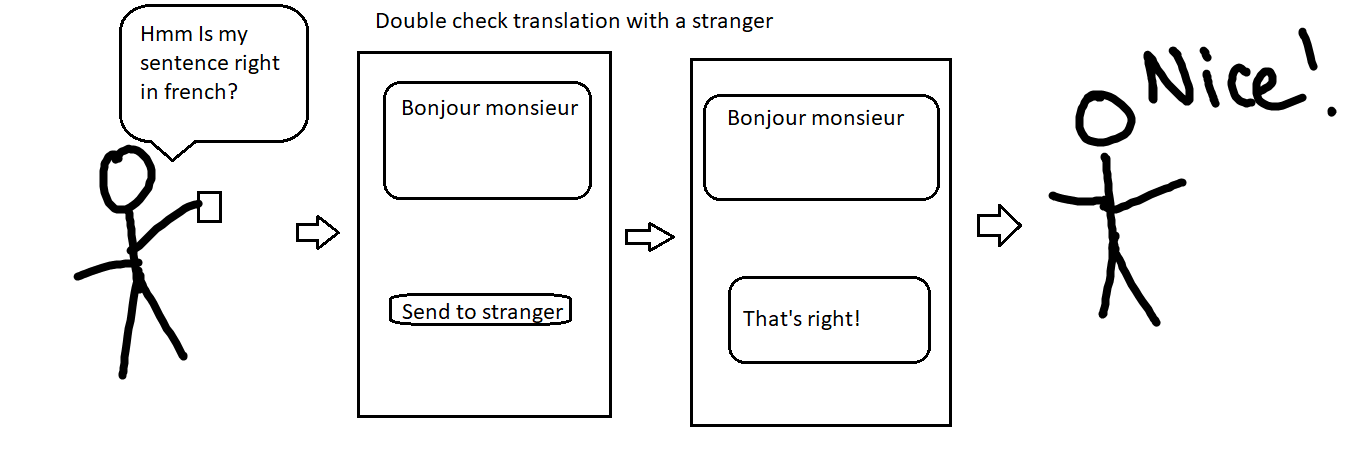 Double check translation with a stranger
Hmm Is my
sentence right
in french?
Bonjour monsieur
Send to stranger
Bonjour monsieur
That's right!
Nice!